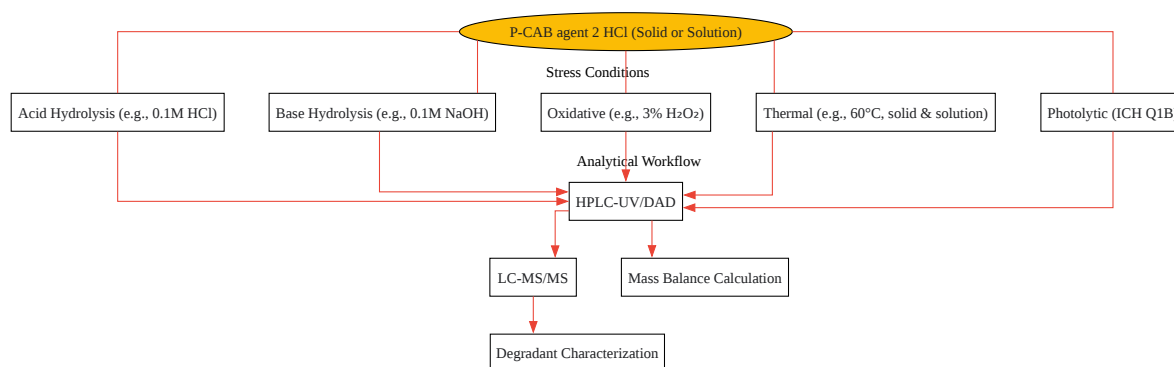 P-CAB agent 2 HCl (Solid or Solution)
Stress Conditions
Acid Hydrolysis (e.g., 0.1M HCl)
Base Hydrolysis (e.g., 0.1M NaOH)
Oxidative (e.g., 3% H₂O₂)
Thermal (e.g., 60°C, solid & solution)
Photolytic (ICH Q1B)
Analytical Workflow
HPLC-UV/DAD
LC-MS/MS
Mass Balance Calculation
Degradant Characterization